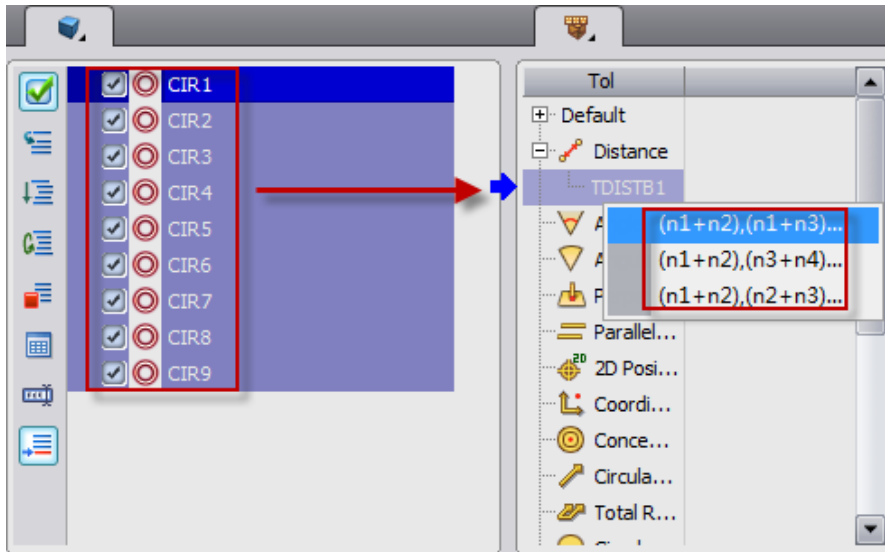 CIR1
CIR2
CIR3
CIR4
CIR5
CIR6
CIR7
CIR8
CIR9
Tol
Default
Distance
TDISTB1
(n1+n2),(n1+n3)...
(n1+n2),(n3+n4)...
(n1+n2),(n2+n3)...
A
A
P
Parallel...
2D Posi...
Coordi...
Conce...
Circula...
Total R...